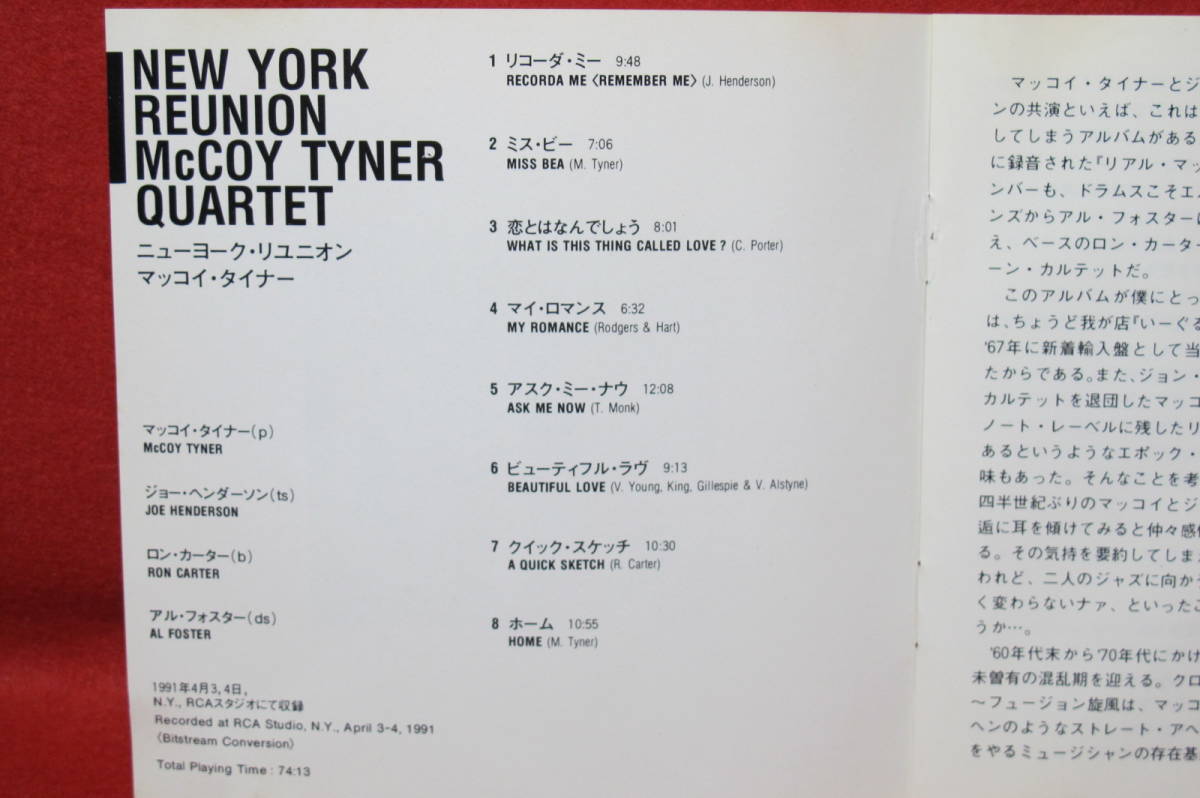 NEW YORK
REUNION
McCOY TYNER
QUARTET
ニューヨーク・リユニオン
マッコイ・タイナー
マッコイ・タイナー(p)
McCOY TYNER
ジョー・ヘンダーソン(ts)
JOE HENDERSON
ロン・カーター(b)
RON CARTER
アル・フォスター(ds)
AL FOSTER
1991年4月3,4日,
N.Y., RCAスタジオにて収録
Recorded at RCA Studio, N.Y., April 3-4, 1991
〈Bitstream Conversion〉
Total Playing Time : 74:13
1 リコーダ・ミー 9:48
RECORDA ME〈REMEMBER ME〉(J. Henderson)
2 ミス・ビー 7:06
MISS BEA (M. Tyner)
3 恋とはなんでしょう 8:01
WHAT IS THIS THING CALLED LOVE ? (C. Porter)
4 マイ・ロマンス 6:32
MY ROMANCE (Rodgers & Hart)
5 アスク・ミー・ナウ 12:08
ASK ME NOW (T. Monk)
6 ビューティフル・ラヴ 9:13
BEAUTIFUL LOVE (V. Young, King, Gillespie & V. Alstyne)
7 クイック・スケッチ 10:30
A QUICK SKETCH (R. Carter)
8 ホーム 10:55
HOME (M. Tyner)
マッコイ・タイナーとジ
ンの共演といえば、これは
してしまうアルバムがある
に録音された『リアル・マッ
ンバーも、ドラムスこそエル
ンズからアル・フォスターに
え、ベースのロン・カーター
ーン・カルテットだ。
このアルバムが僕にとっ
は、ちょうど我が店『いーぐる
'67年に新着輸入盤として当
たからである。また、ジョン・
カルテットを退団したマッコ
ノート・レーベルに残したリ
あるというようなエポック・
味もあった。そんなことを考
四半世紀ぶりのマッコイとジ
逅に耳を傾けてみると仲々感
る。その気持を要約してしま
われど、二人のジャズに向か
く変わらないナァ、といったこ
うか…。
'60年代末から'70年代にかけ
未曽有の混乱期を迎える。クロ
～フュージョン旋風は、マッコ
ヘンのようなストレート・アヘ
をやるミュージシャンの存在基